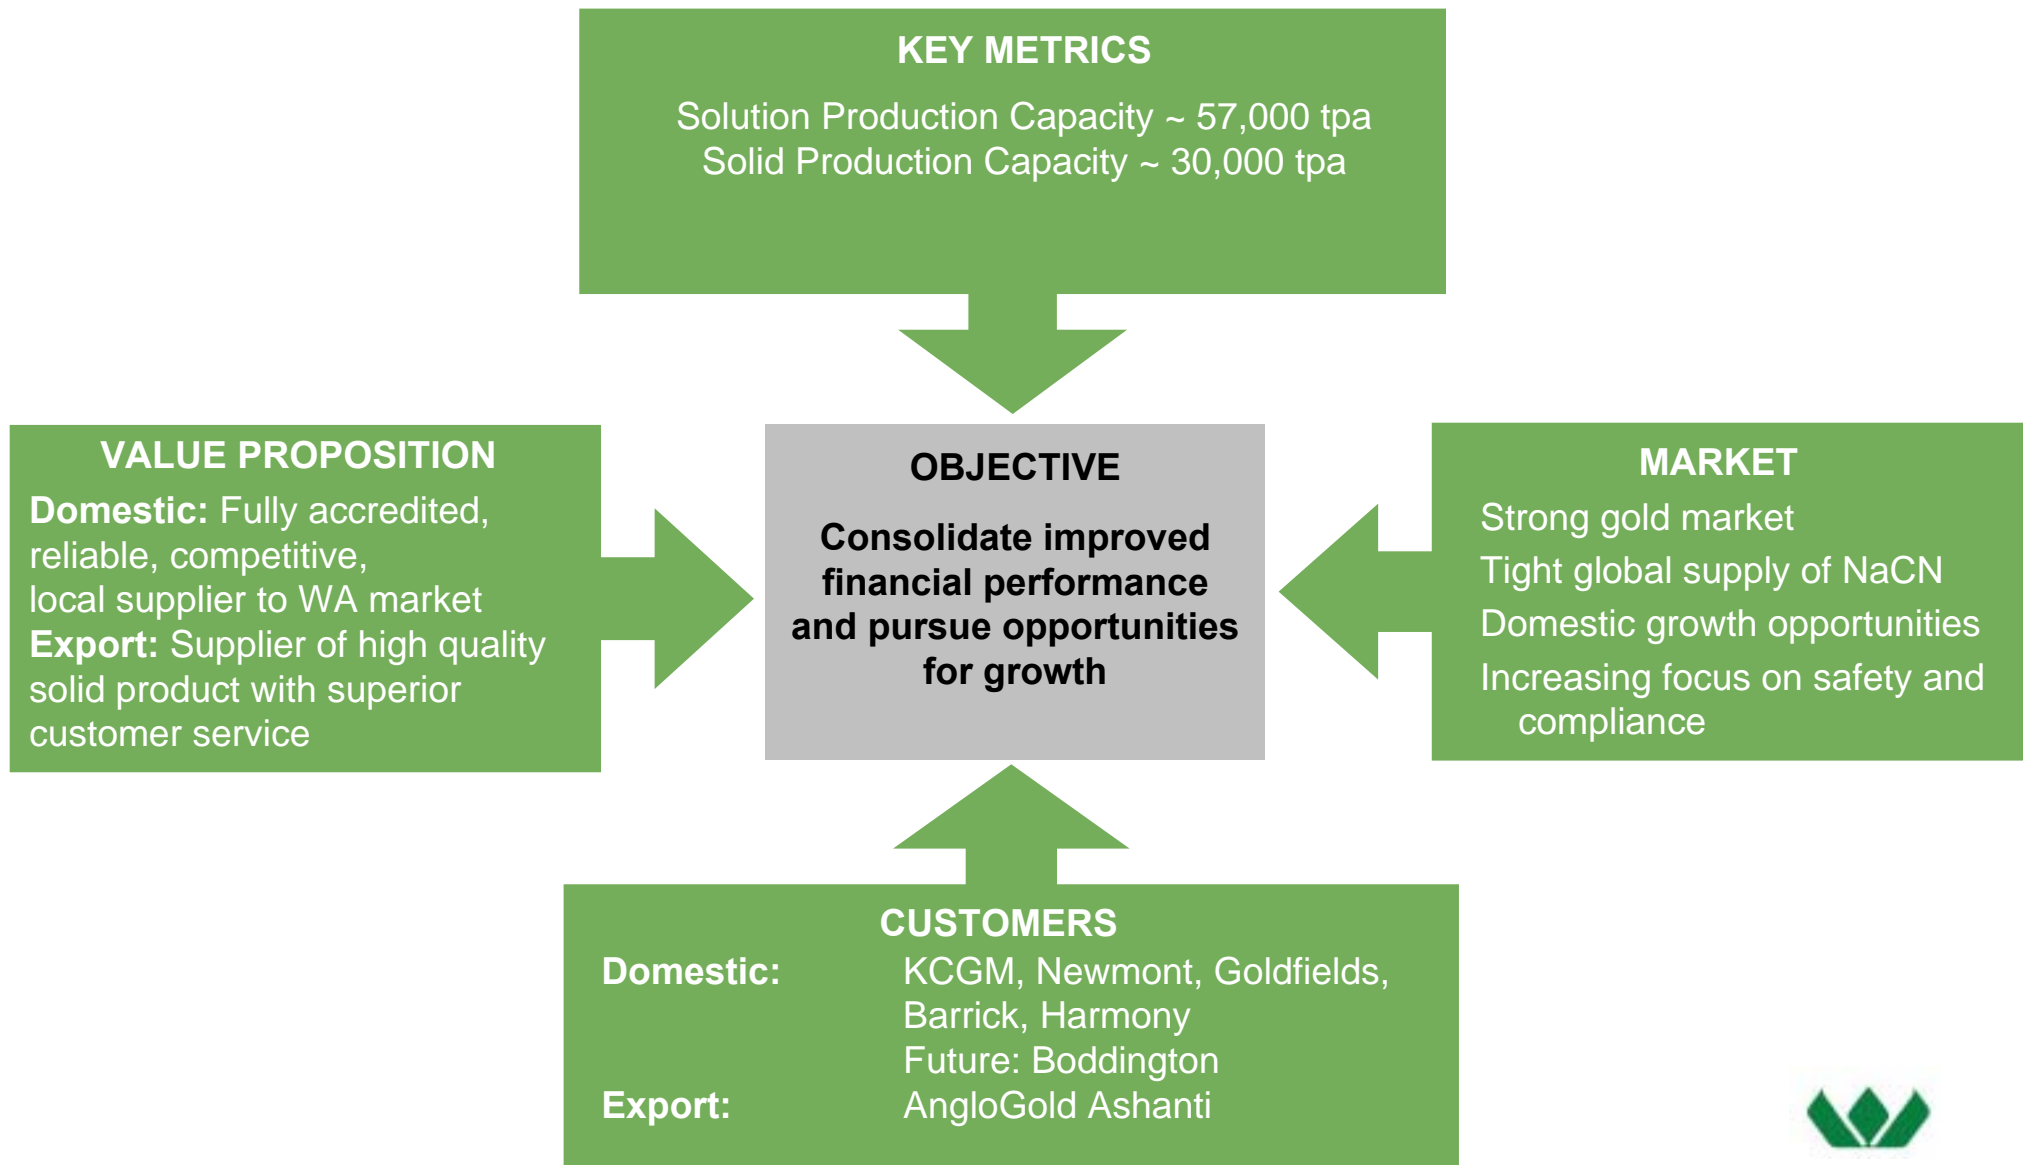 KEY METRICS
Solution Production Capacity ~ 57,000 tpa
Solid Production Capacity ~ 30,000 tpa
VALUE PROPOSITION
Domestic: Fully accredited,
reliable, competitive,
local supplier to WA market
Export: Supplier of high quality
solid product with superior
customer service
OBJECTIVE
Consolidate improved
financial performance
and pursue opportunities
for growth
MARKET
Strong gold market
Tight global supply of NaCN
Domestic growth opportunities
Increasing focus on safety and
compliance
CUSTOMERS
Domestic: KCGM, Newmont, Goldfields,
Barrick, Harmony
Future: Boddington
Export: AngloGold Ashanti